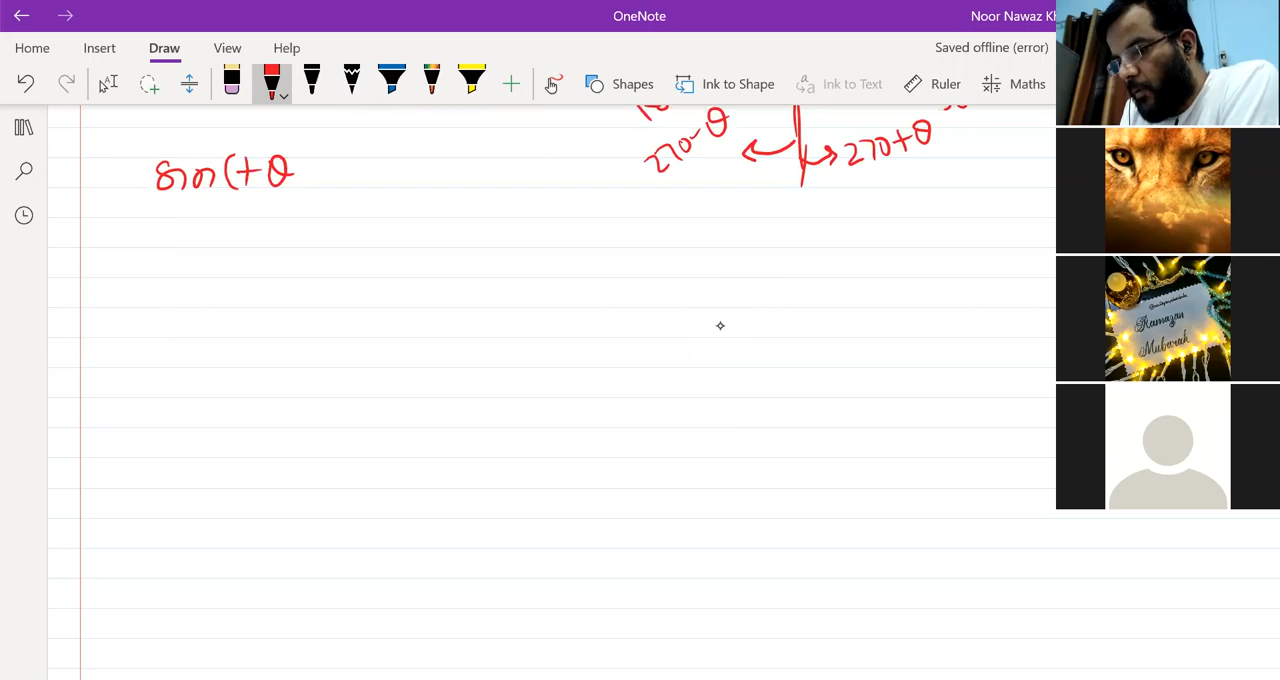 OneNote
Noor Nawaz Kh
Home Insert Draw View Help
Saved offline (error)
Shapes Ink to Shape Ink to Text Ruler Maths
270-θ
270+θ
sin(+θ
Ramazan
Mubarak